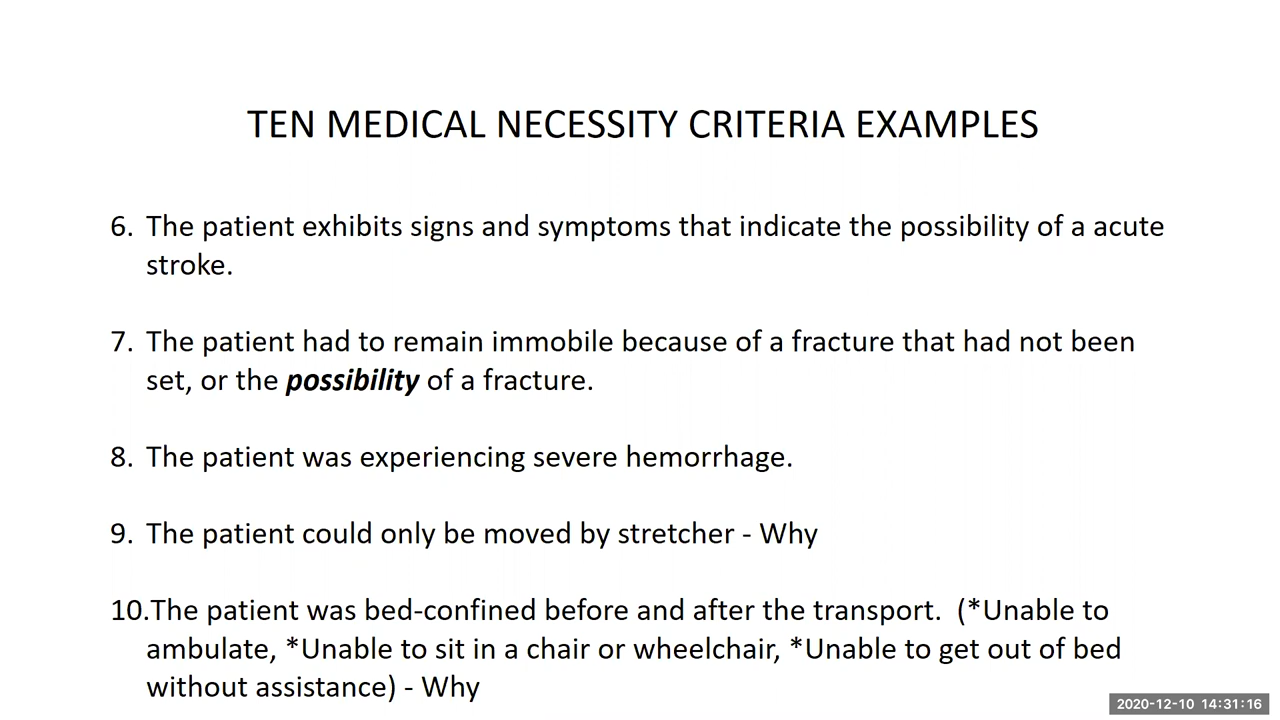 TEN MEDICAL NECESSITY CRITERIA EXAMPLES
6. The patient exhibits signs and symptoms that indicate the possibility of a acute
stroke.
7. The patient had to remain immobile because of a fracture that had not been
set, or the possibility of a fracture.
8. The patient was experiencing severe hemorrhage.
9. The patient could only be moved by stretcher - Why
10.The patient was bed-confined before and after the transport.  (*Unable to
ambulate, *Unable to sit in a chair or wheelchair, *Unable to get out of bed
without assistance) - Why
2020-12-10 14:31:16